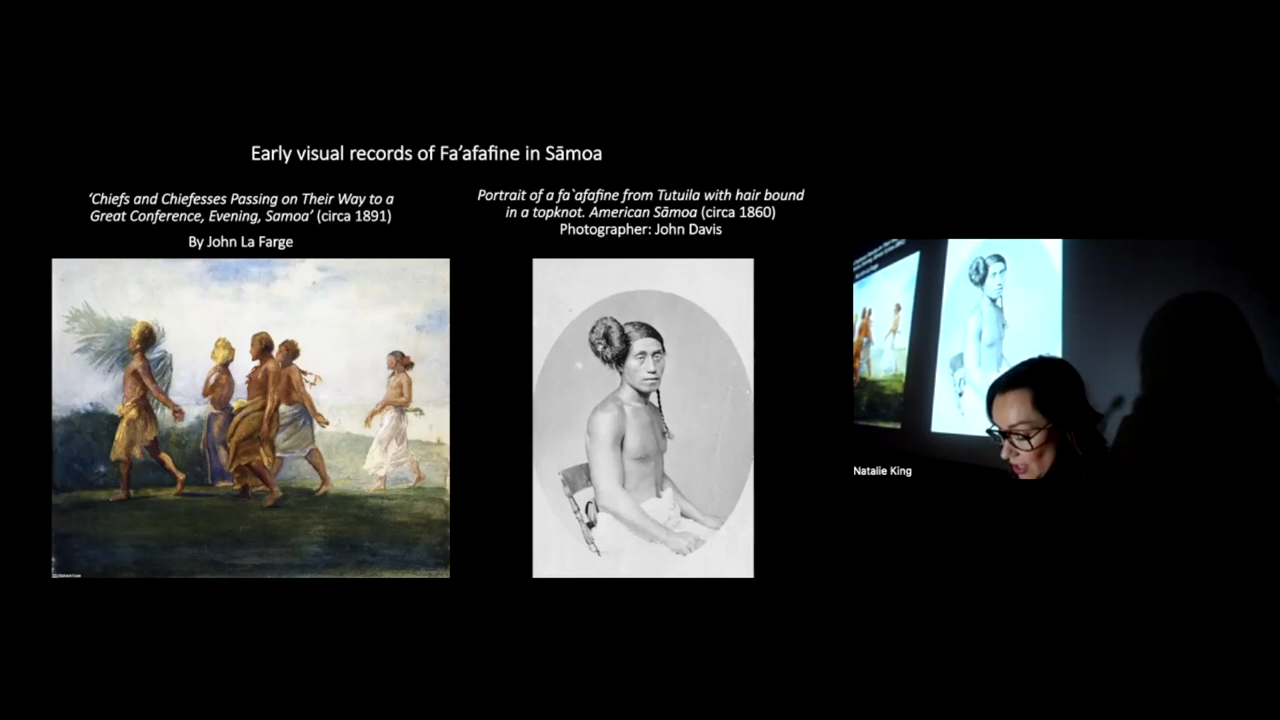 Early visual records of Fa’afafine in Sāmoa
‘Chiefs and Chiefesses Passing on Their Way to a
Great Conference, Evening, Samoa’ (circa 1891)
By John La Farge
Portrait of a fa`afafine from Tutuila with hair bound
in a topknot. American Sāmoa (circa 1860)
Photographer: John Davis
Natalie King